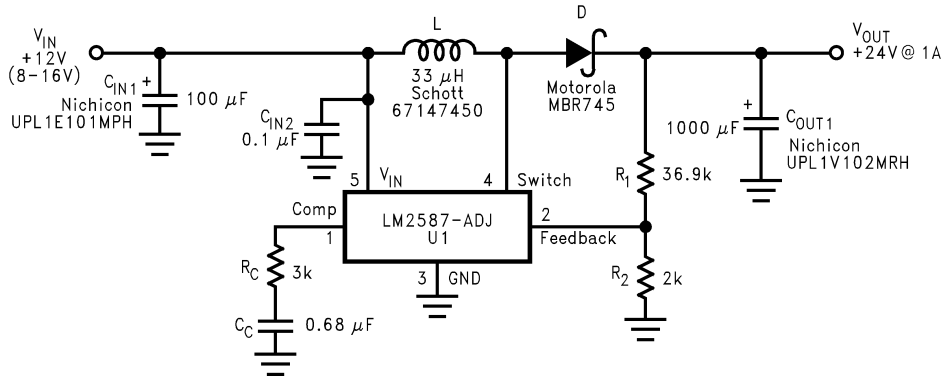 L
D
V_IN
+12V
(8-16V)
V_OUT
+24V@ 1A
C_IN1 +
100 μF
Nichicon
UPL1E101MPH
33 μH
Schott
67147450
Motorola
MBR745
C_IN2
0.1 μF
1000 μF
+
C_OUT1
Nichicon
UPL1V102MRH
R_1 36.9k
5 V_IN
4 Switch
Comp
1
LM2587-ADJ
U1
2
Feedback
R_C 3k
3 GND
R_2 2k
C_C 0.68 μF